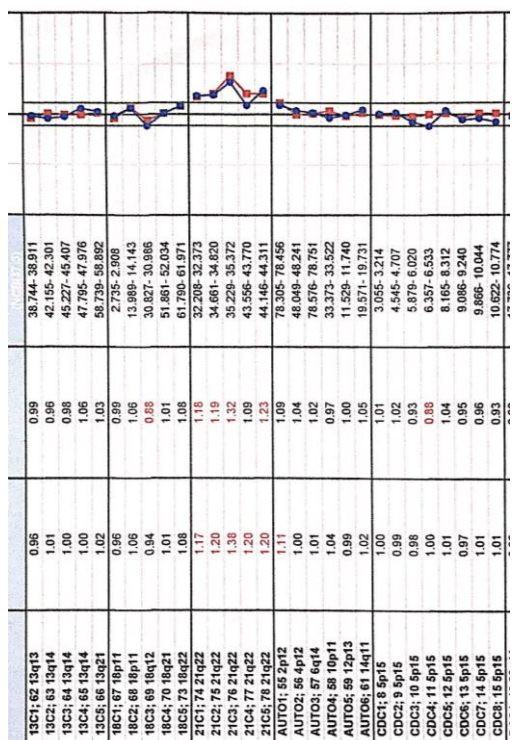 13C1; 62 13q13 0.96 0.99 38.744- 38.911
13C2; 63 13q14 1.01 0.96 42.155- 42.301
13C3; 64 13q14 1.00 0.98 45.227- 45.407
13C4; 65 13q14 1.00 1.06 47.795- 47.976
13C5; 66 13q21 1.02 1.03 58.739- 58.892
18C1; 67 18p11 0.96 0.99 2.735- 2.908
18C2; 68 18p11 1.06 1.06 13.989- 14.143
18C3; 69 18q12 0.94 0.88 30.827- 30.986
18C4; 70 18q21 1.01 1.01 51.861- 52.034
18C5; 73 18q22 1.08 1.08 61.790- 61.971
21C1; 74 21q22 1.17 1.18 32.208- 32.373
21C2; 75 21q22 1.20 1.19 34.661- 34.820
21C3; 76 21q22 1.38 1.32 35.229- 35.372
21C4; 77 21q22 1.20 1.09 43.556- 43.770
21C5; 78 21q22 1.20 1.23 44.146- 44.311
AUTO1; 55 2p12 1.11 1.09 78.305- 78.456
AUTO2; 56 4p12 1.00 1.04 48.049- 48.241
AUTO3; 57 6q14 1.01 1.02 78.576- 78.751
AUTO4; 58 10p11 1.04 0.97 33.373- 33.522
AUTO5; 59 12p13 0.99 1.00 11.529- 11.740
AUTO6; 61 14q11 1.02 1.05 19.571- 19.731
CDC1; 8 5p15 1.00 1.01 3.055- 3.214
CDC2; 9 5p15 0.99 1.02 4.545- 4.707
CDC3; 10 5p15 0.98 0.93 5.879- 6.020
CDC4; 11 5p15 1.00 0.88 6.357- 6.533
CDC5; 12 5p15 1.01 1.04 8.165- 8.312
CDC6; 13 5p15 0.97 0.95 9.086- 9.240
CDC7; 14 5p15 1.01 0.96 9.866- 10.044
CDC8; 15 5p15 1.01 0.93 10.622- 10.774